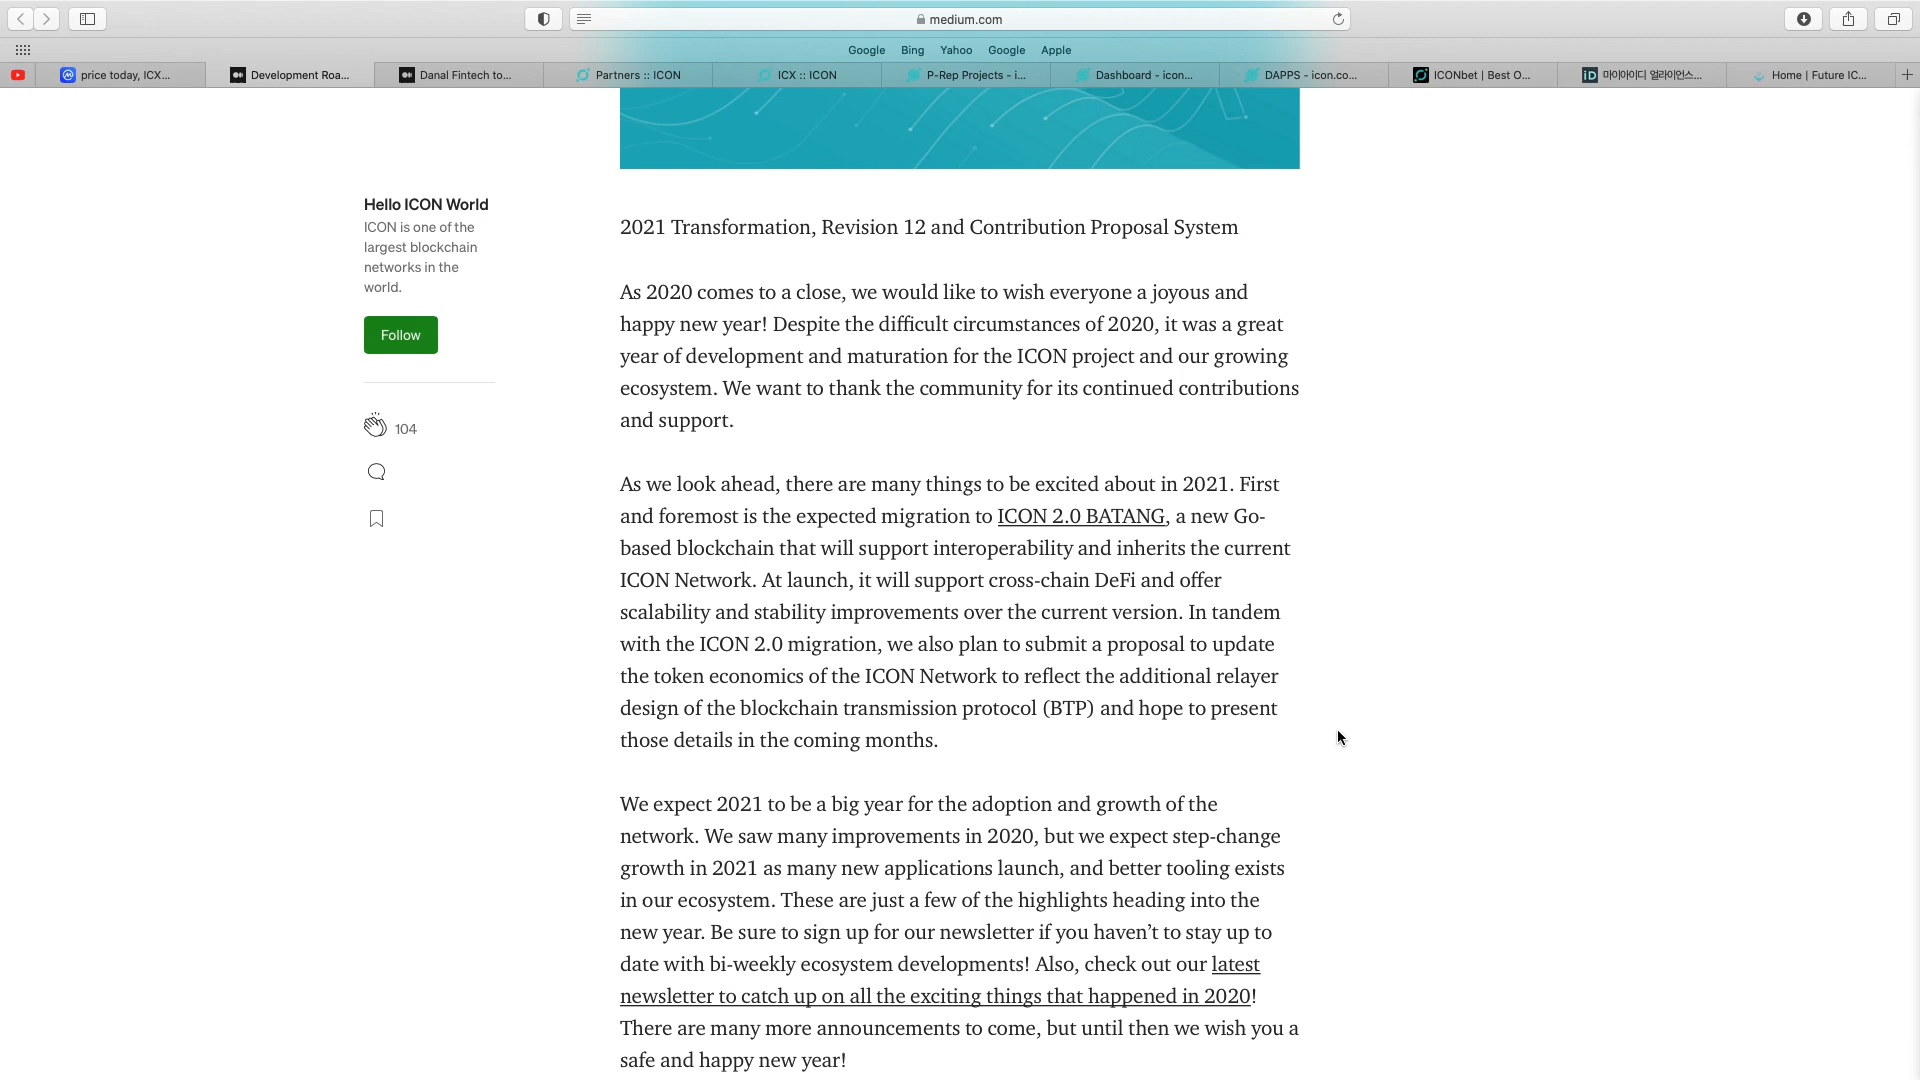 medium.com
Google Bing Yahoo Google Apple
price today, ICX...
Development Roa...
Danal Fintech to...
Partners :: ICON
ICX :: ICON
P-Rep Projects - i...
Dashboard - icon...
DAPPS - icon.co...
ICONbet | Best O...
마이아이디 얼라이언스...
Home | Future IC...
Hello ICON World
ICON is one of the
largest blockchain
networks in the
world.
Follow
104
2021 Transformation, Revision 12 and Contribution Proposal System
As 2020 comes to a close, we would like to wish everyone a joyous and
happy new year! Despite the difficult circumstances of 2020, it was a great
year of development and maturation for the ICON project and our growing
ecosystem. We want to thank the community for its continued contributions
and support.
As we look ahead, there are many things to be excited about in 2021. First
and foremost is the expected migration to ICON 2.0 BATANG, a new Go-
based blockchain that will support interoperability and inherits the current
ICON Network. At launch, it will support cross-chain DeFi and offer
scalability and stability improvements over the current version. In tandem
with the ICON 2.0 migration, we also plan to submit a proposal to update
the token economics of the ICON Network to reflect the additional relayer
design of the blockchain transmission protocol (BTP) and hope to present
those details in the coming months.
We expect 2021 to be a big year for the adoption and growth of the
network. We saw many improvements in 2020, but we expect step-change
growth in 2021 as many new applications launch, and better tooling exists
in our ecosystem. These are just a few of the highlights heading into the
new year. Be sure to sign up for our newsletter if you haven’t to stay up to
date with bi-weekly ecosystem developments! Also, check out our latest
newsletter to catch up on all the exciting things that happened in 2020!
There are many more announcements to come, but until then we wish you a
safe and happy new year!